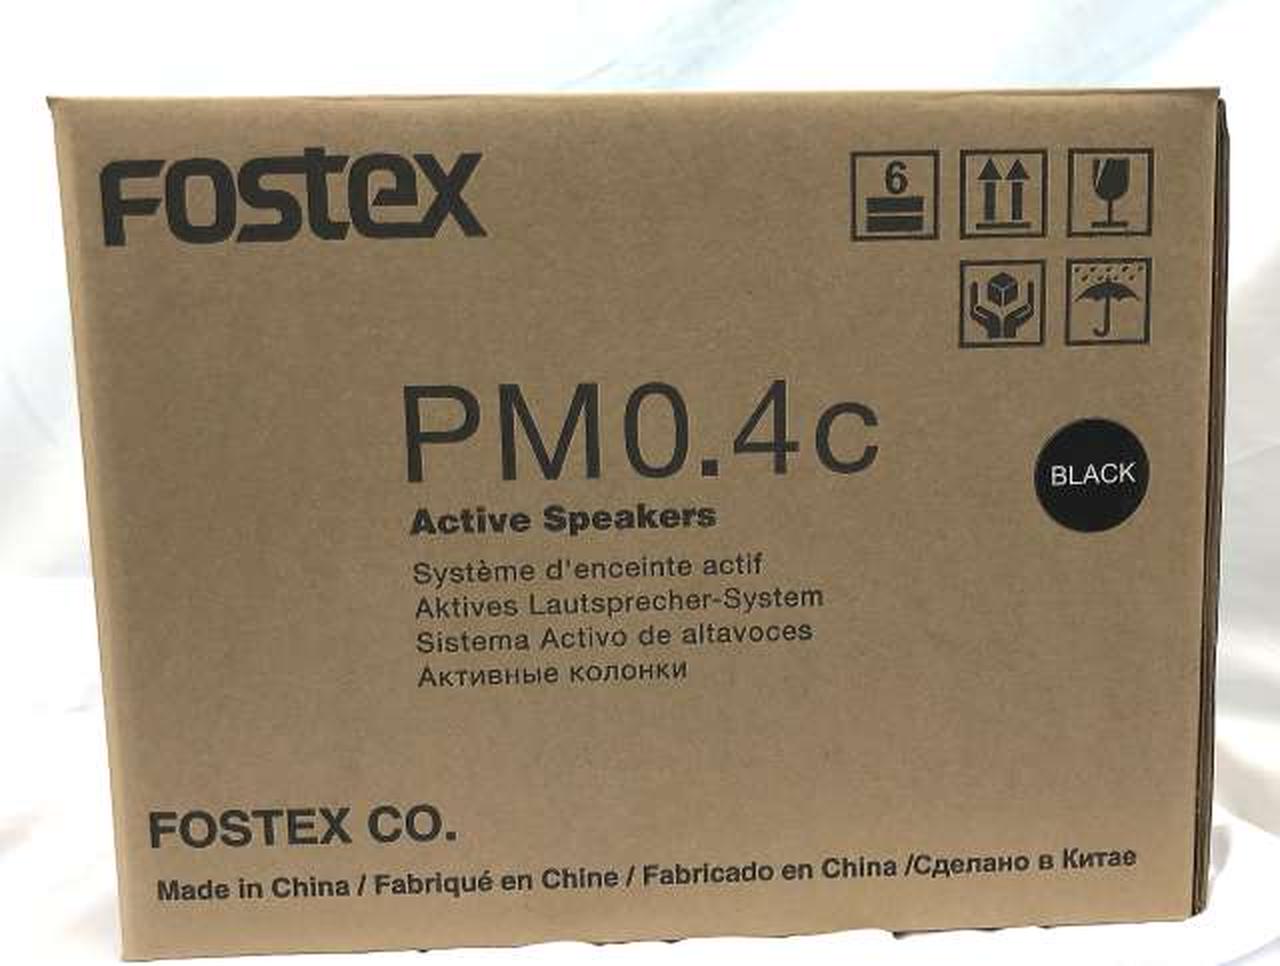 Fostex
6
PM0.4c
BLACK
Active Speakers
Système d'enceinte actif
Aktives Lautsprecher-System
Sistema Activo de altavoces
Активные колонки
FOSTEX CO.
Made in China / Fabriqué en Chine / Fabricado en China /Сделано в Китае